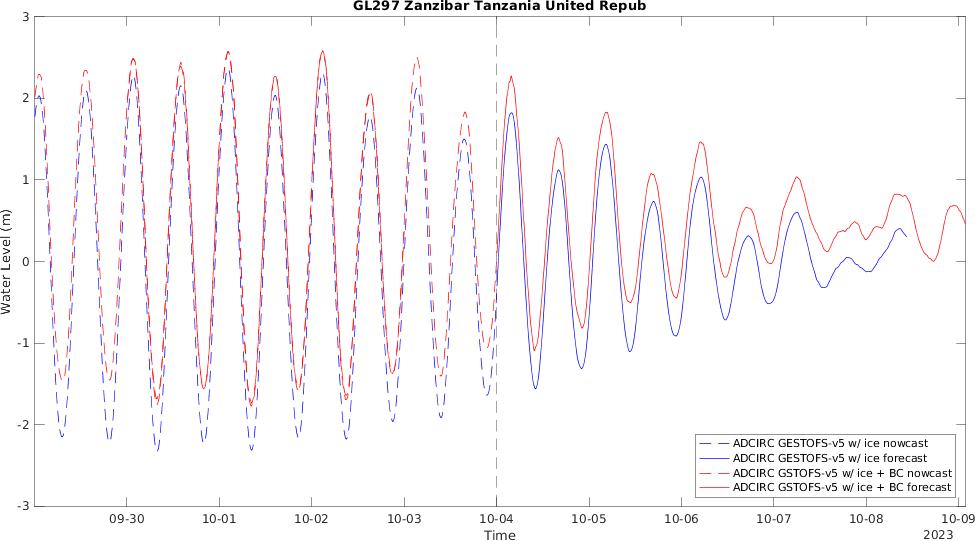 GL297 Zanzibar Tanzania United Repub
3
2
1
0
-1
-2
-3
Water Level (m)
09-30 10-01 10-02 10-03 10-04 10-05 10-06 10-07 10-08 10-09
Time
2023
ADCIRC GESTOFS-v5 w/ ice nowcast
ADCIRC GESTOFS-v5 w/ ice forecast
ADCIRC GSTOFS-v5 w/ ice + BC nowcast
ADCIRC GSTOFS-v5 w/ ice + BC forecast